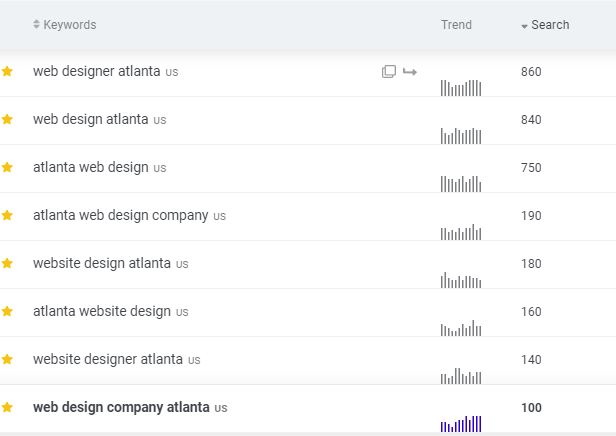 Keywords Trend Search
web designer atlanta US 860
web design atlanta US 840
atlanta web design US 750
atlanta web design company US 190
website design atlanta US 180
atlanta website design US 160
website designer atlanta US 140
web design company atlanta US 100